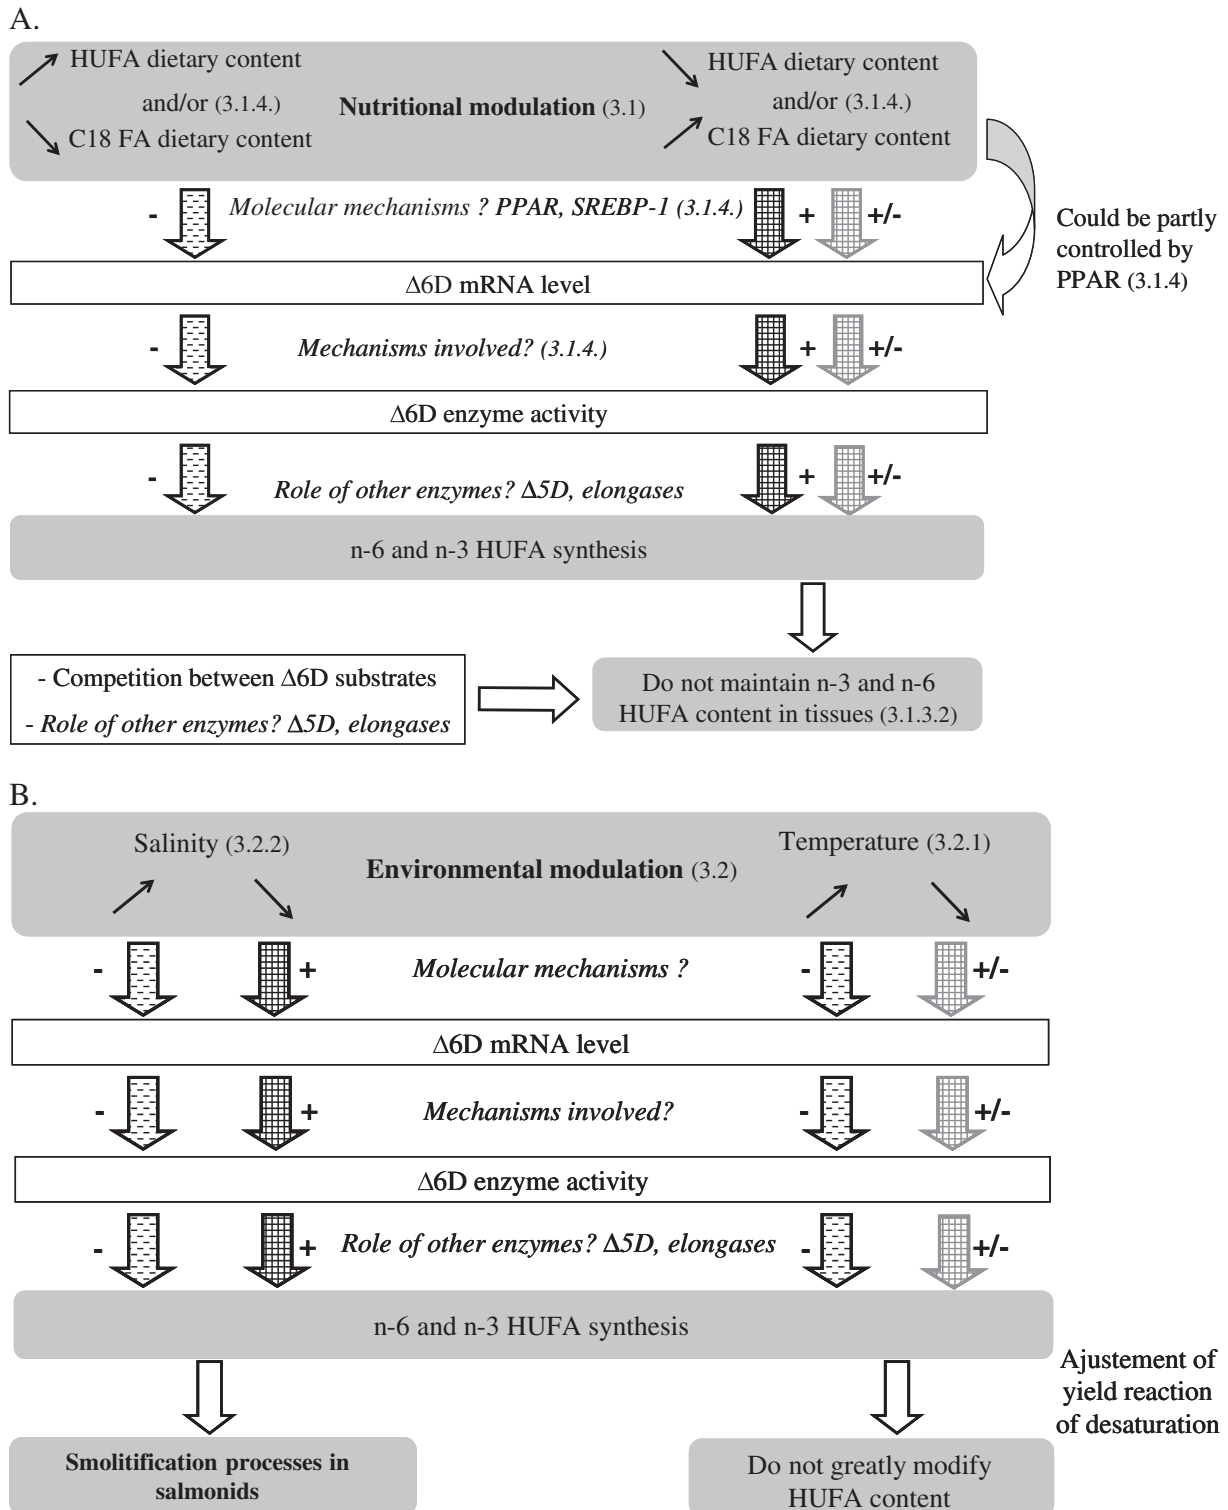 A.
HUFA dietary content
and/or (3.1.4.)
C18 FA dietary content
Nutritional modulation (3.1)
HUFA dietary content
and/or (3.1.4.)
C18 FA dietary content
- Molecular mechanisms ? PPAR, SREBP-1 (3.1.4.) + +/-
Could be partly
controlled by
PPAR (3.1.4)
Δ6D mRNA level
- Mechanisms involved? (3.1.4.) + +/-
Δ6D enzyme activity
- Role of other enzymes? Δ5D, elongases + +/-
n-6 and n-3 HUFA synthesis
- Competition between Δ6D substrates
- Role of other enzymes? Δ5D, elongases
Do not maintain n-3 and n-6
HUFA content in tissues (3.1.3.2)
B.
Salinity (3.2.2)
Environmental modulation (3.2)
Temperature (3.2.1)
- + Molecular mechanisms ? - +/-
Δ6D mRNA level
- + Mechanisms involved? - +/-
Δ6D enzyme activity
- + Role of other enzymes? Δ5D, elongases - +/-
n-6 and n-3 HUFA synthesis
Ajustement of
yield reaction
of desaturation
Smolitification processes in
salmonids
Do not greatly modify
HUFA content